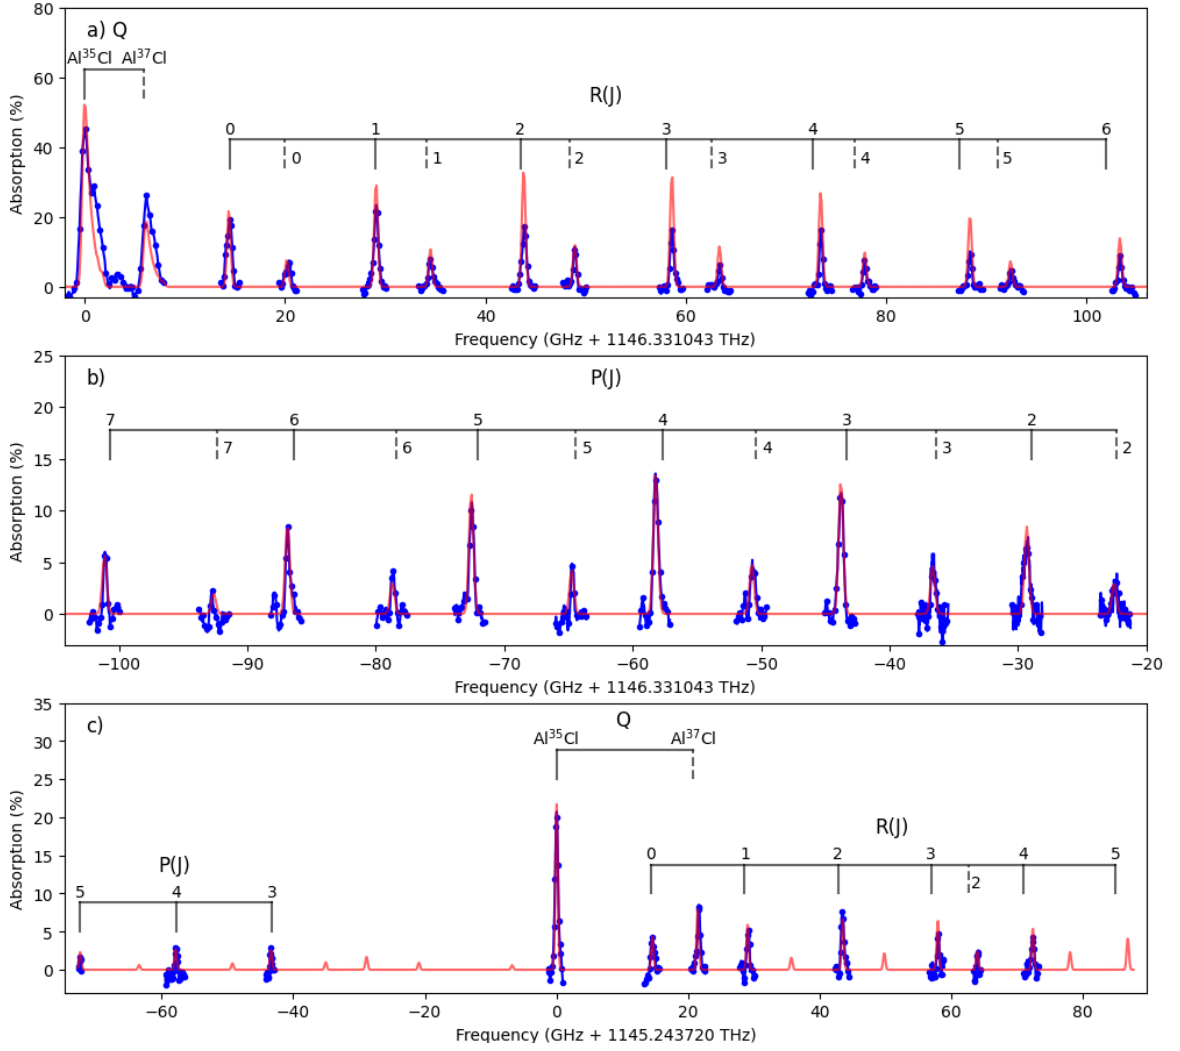 a) Q
Al³⁵Cl Al³⁷Cl
R(J)
0 1 2 3 4 5 6
0 1 2 3 4 5
80
60
40
20
0
Absorption (%)
0 20 40 60 80 100
Frequency (GHz + 1146.331043 THz)
b)
P(J)
7 6 5 4 3 2
7 6 5 4 3 2
25
20
15
10
5
0
Absorption (%)
−100 −90 −80 −70 −60 −50 −40 −30 −20
Frequency (GHz + 1146.331043 THz)
c)
Q
Al³⁵Cl Al³⁷Cl
R(J)
0 1 2 3 4 5
2
P(J)
5 4 3
35
30
25
20
15
10
5
0
Absorption (%)
−60 −40 −20 0 20 40 60 80
Frequency (GHz + 1145.243720 THz)